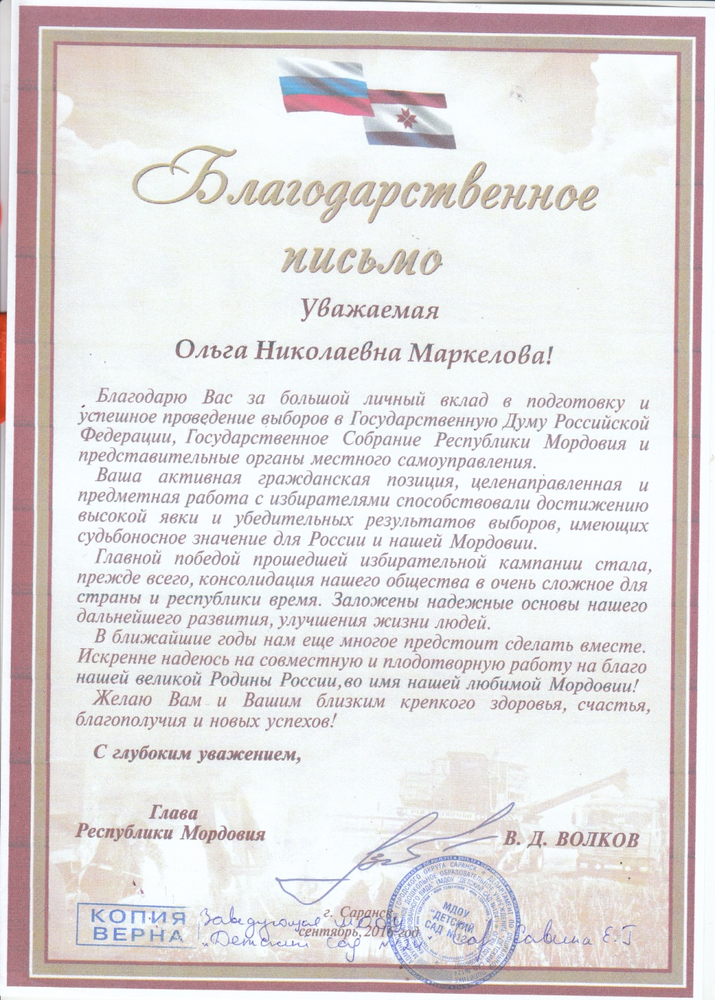 Благодарственное
письмо
Уважаемая
Ольга Николаевна Маркелова!
Благодарю Вас за большой личный вклад в подготовку и
успешное проведение выборов в Государственную Думу Российской
Федерации, Государственное Собрание Республики Мордовия и
представительные органы местного самоуправления.
Ваша активная гражданская позиция, целенаправленная и
предметная работа с избирателями способствовали достижению
высокой явки и убедительных результатов выборов, имеющих
судьбоносное значение для России и нашей Мордовии.
Главной победой прошедшей избирательной кампании стала,
прежде всего, консолидация нашего общества в очень сложное для
страны и республики время. Заложены надежные основы нашего
дальнейшего развития, улучшения жизни людей.
В ближайшие годы нам еще многое предстоит сделать вместе.
Искренне надеюсь на совместную и плодотворную работу на благо
нашей великой Родины России, во имя нашей любимой Мордовии!
Желаю Вам и Вашим близким крепкого здоровья, счастья,
благополучия и новых успехов!
С глубоким уважением,
Глава
Республики Мордовия
В. Д. ВОЛКОВ
г. Саранск
сентябрь, 2016 год
КОПИЯ
ВЕРНА
Заведующая МДОУ
"Детский сад Савина Е.Г
МДОУ
"ДЕТСКИЙ
САД